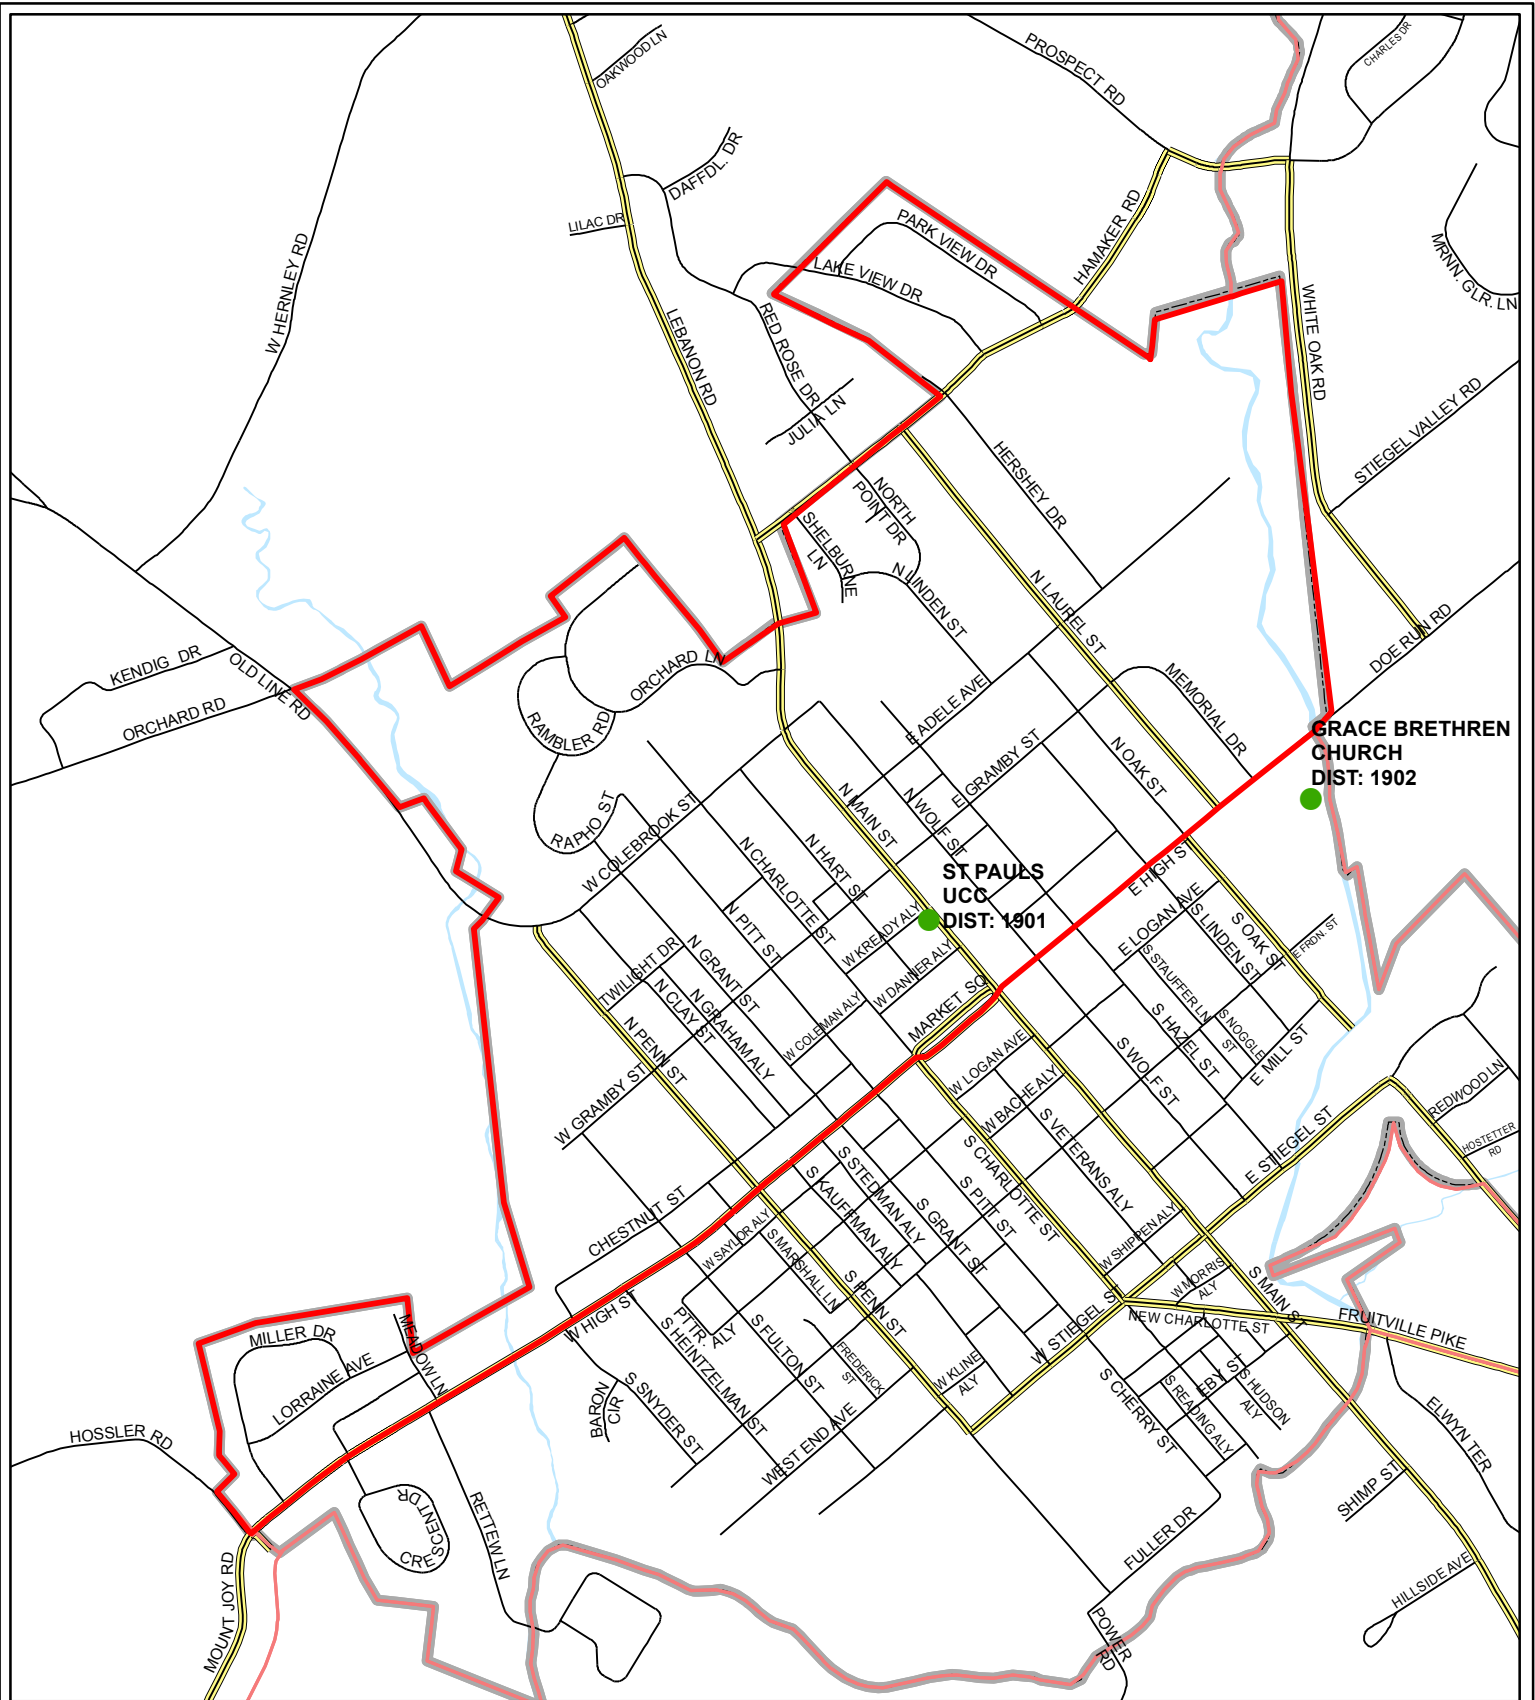 OAKWOOD LN
PROSPECT RD
CHARLES DR
DAFFDL. DR
LILAC DR
W HERNLEY RD
PARK VIEW DR
LAKE VIEW DR
HAMAKER RD
MRNN. GLR. LN
LEBANON RD
RED ROSE DR
JULIA LN
WHITE OAK RD
STIEGEL VALLEY RD
HERSHEY DR
NORTH
POINT DR
SHELBURNE
LN
N LINDEN ST
N LAUREL ST
DOE RUN RD
KENDIG DR
OLD LINE RD
ORCHARD RD
ORCHARD LN
RAMBLER RD
E ADELE AVE
MEMORIAL DR
E GRAMBY ST
N OAK ST
GRACE BRETHREN
CHURCH
DIST: 1902
RAPHO ST
W COLEBROOK ST
N MAIN ST
N WOLF ST
N HART ST
N CHARLOTTE ST
N PITT ST
ST PAULS
UCC
DIST: 1901
E HIGH ST
E LOGAN AVE
S LINDEN ST
S OAK ST
E FRDN. ST
W KREADY ALY
W DANNER ALY
S STAUFFER LN
TWILIGHT DR
N GRANT ST
N CLAY ST
N GRAHAM ALY
W COLEMAN ALY
MARKET SQ
S HAZEL ST
S NOGGLE
ST
E MILL ST
N PENN ST
W GRAMBY ST
W LOGAN AVE
W BACHE ALY
S WOLF ST
S VETERANS ALY
REDWOOD LN
HOSTETTER
RD
E STIEGEL ST
S CHARLOTTE ST
S STEDMAN ALY
S KAUFFMAN ALY
S PITT ST
S GRANT ST
CHESTNUT ST
W SAYLOR ALY
S MARSHALL LN
W SHIPPEN ALY
W MORRIS
ALY
S MAIN ST
S PENN ST
W HIGH ST
PTTR.
ALY
S HEINTZELMAN ST
S FULTON ST
FREDERICK
ST
W KLINE
ALY
W STIEGEL ST
NEW CHARLOTTE ST
FRUITVILLE PIKE
MILLER DR
MEADOW LN
LORRAINE AVE
HOSSLER RD
BARON
CIR
S SNYDER ST
WEST END AVE
S CHERRY ST
S READING ALY
EBY ST
S HUDSON
ALY
ELWYN TER
SHIMP ST
CRESCENT DR
RETTEW LN
FULLER DR
MOUNT JOY RD
POWER
RD
HILLSIDE AVE